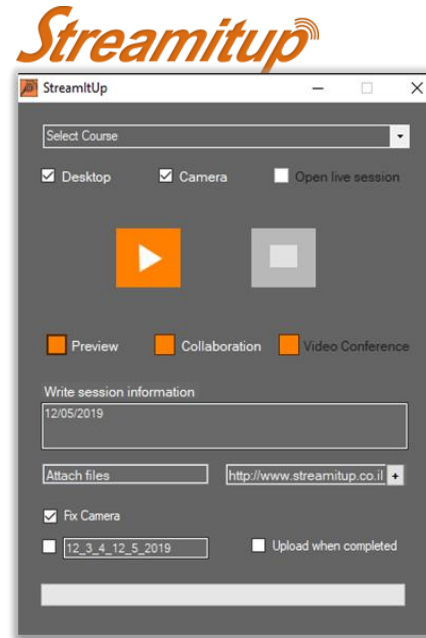 Streamitup
StreamItUp
Select Course
Desktop Camera Open live session
Preview Collaboration Video Conference
Write session information
12/05/2019
Attach files http://www.streamitup.co.il +
Fix Camera
12_3_4_12_5_2019 Upload when completed